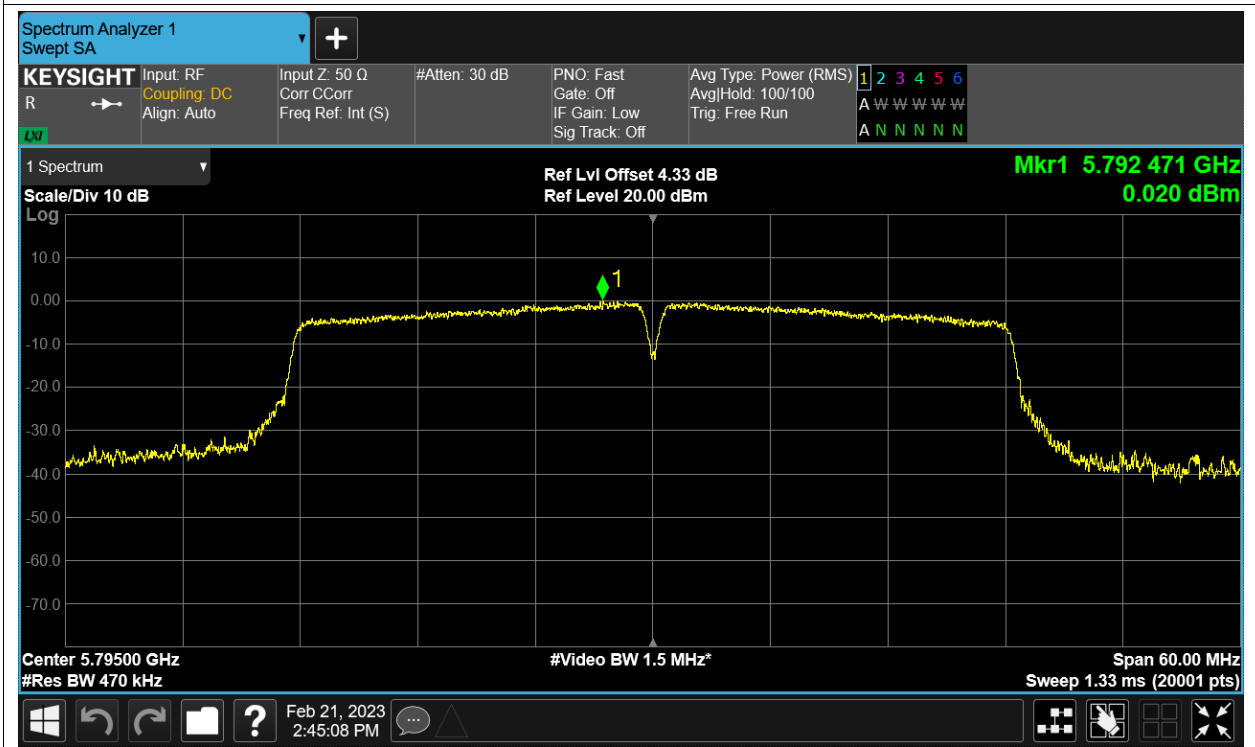 Spectrum Analyzer 1
Swept SA
+
KEYSIGHT
R
LXI
Input: RF
Coupling: DC
Align: Auto
Input Z: 50 Ω
Corr CCorr
Freq Ref: Int (S)
#Atten: 30 dB
PNO: Fast
Gate: Off
IF Gain: Low
Sig Track: Off
Avg Type: Power (RMS)
Avg|Hold: 100/100
Trig: Free Run
1 2 3 4 5 6
A W W W W W
A N N N N N
1 Spectrum
Scale/Div 10 dB
Ref Lvl Offset 4.33 dB
Ref Level 20.00 dBm
Mkr1 5.792 471 GHz
0.020 dBm
Log
10.0
0.00
-10.0
-20.0
-30.0
-40.0
-50.0
-60.0
-70.0
1
Center 5.79500 GHz
#Res BW 470 kHz
#Video BW 1.5 MHz*
Span 60.00 MHz
Sweep 1.33 ms (20001 pts)
?
Feb 21, 2023
2:45:08 PM